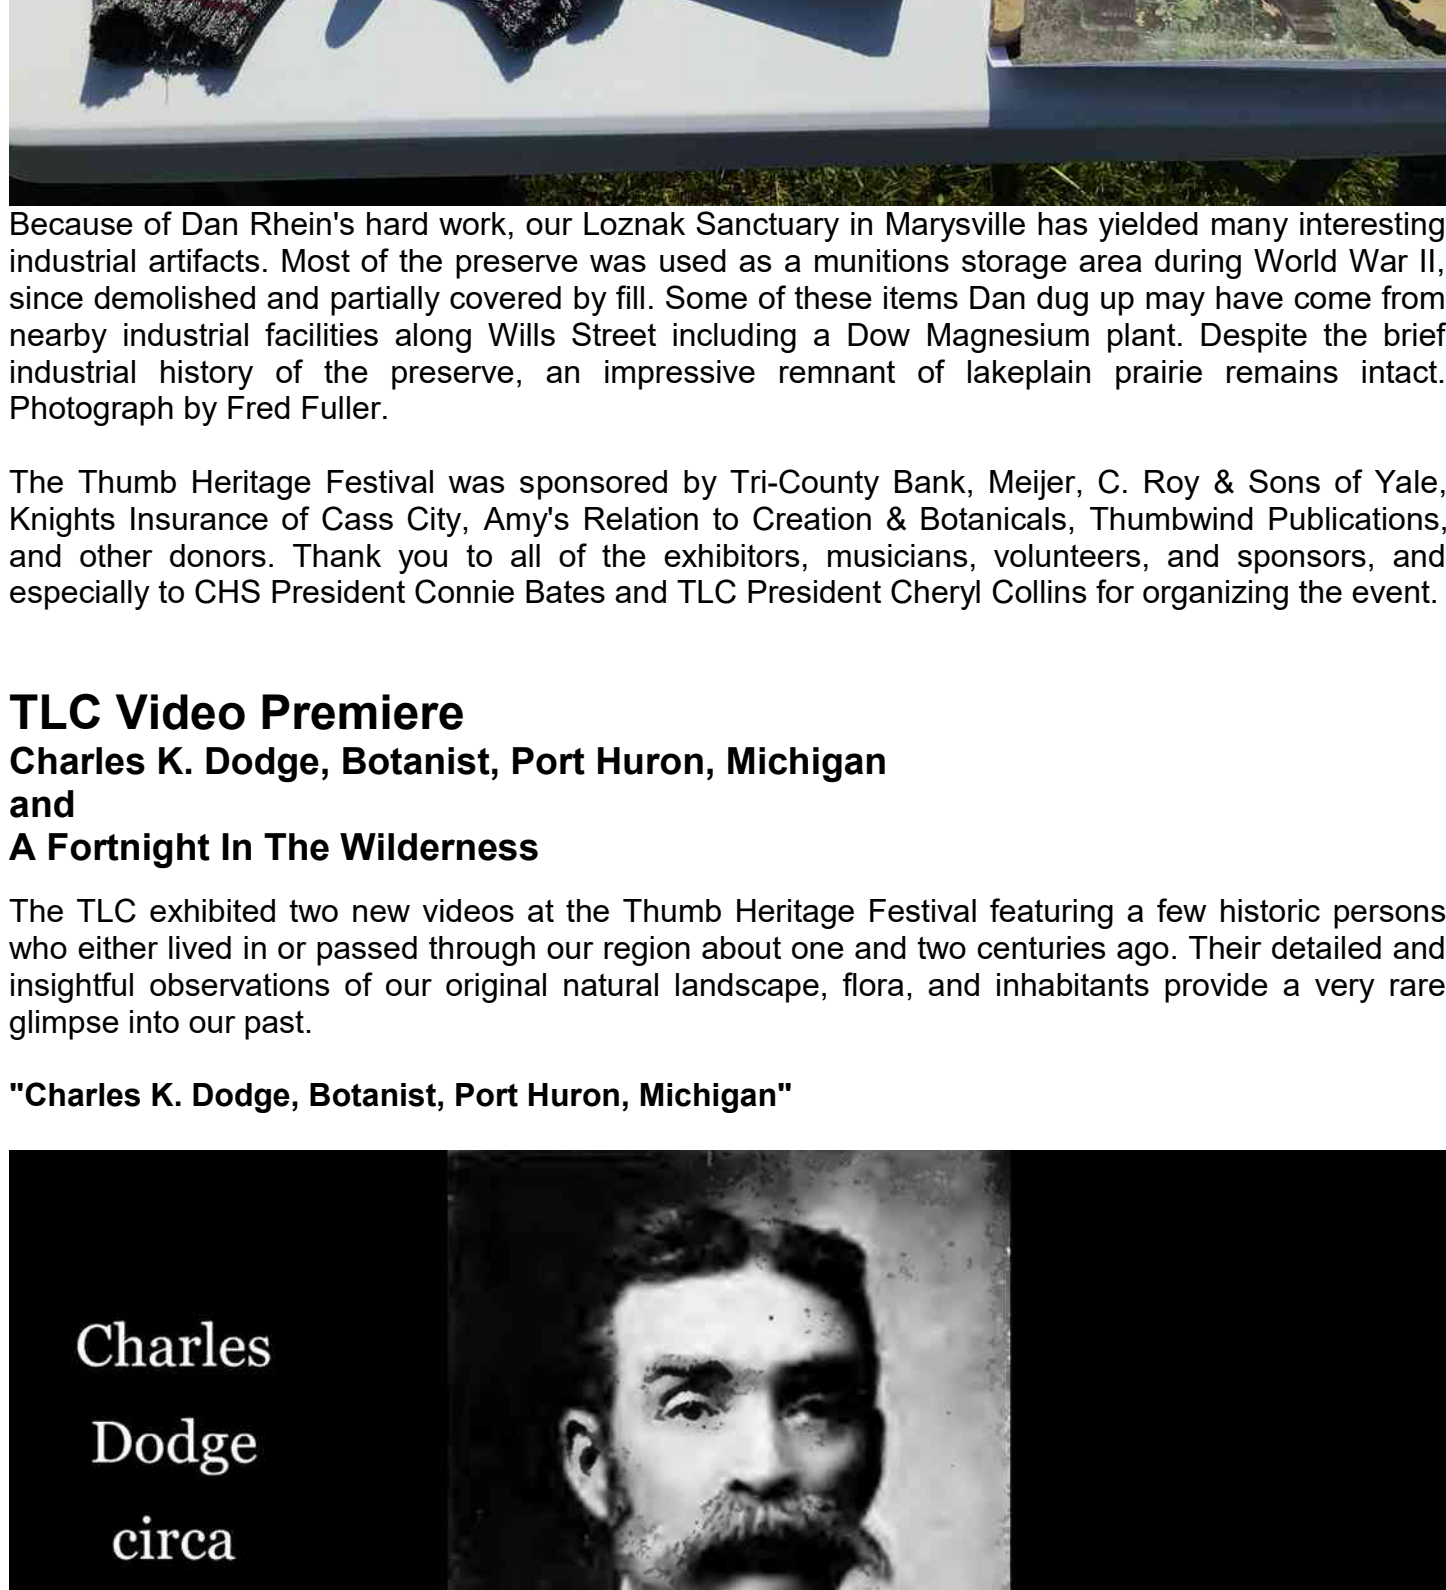 Because of Dan Rhein's hard work, our Loznak Sanctuary in Marysville has yielded many interesting
industrial artifacts. Most of the preserve was used as a munitions storage area during World War II,
since demolished and partially covered by fill. Some of these items Dan dug up may have come from
nearby industrial facilities along Wills Street including a Dow Magnesium plant. Despite the brief
industrial history of the preserve, an impressive remnant of lakeplain prairie remains intact.
Photograph by Fred Fuller.
The Thumb Heritage Festival was sponsored by Tri-County Bank, Meijer, C. Roy & Sons of Yale,
Knights Insurance of Cass City, Amy's Relation to Creation & Botanicals, Thumbwind Publications,
and other donors. Thank you to all of the exhibitors, musicians, volunteers, and sponsors, and
especially to CHS President Connie Bates and TLC President Cheryl Collins for organizing the event.
TLC Video Premiere
Charles K. Dodge, Botanist, Port Huron, Michigan
and
A Fortnight In The Wilderness
The TLC exhibited two new videos at the Thumb Heritage Festival featuring a few historic persons
who either lived in or passed through our region about one and two centuries ago. Their detailed and
insightful observations of our original natural landscape, flora, and inhabitants provide a very rare
glimpse into our past.
"Charles K. Dodge, Botanist, Port Huron, Michigan"
Charles
Dodge
circa